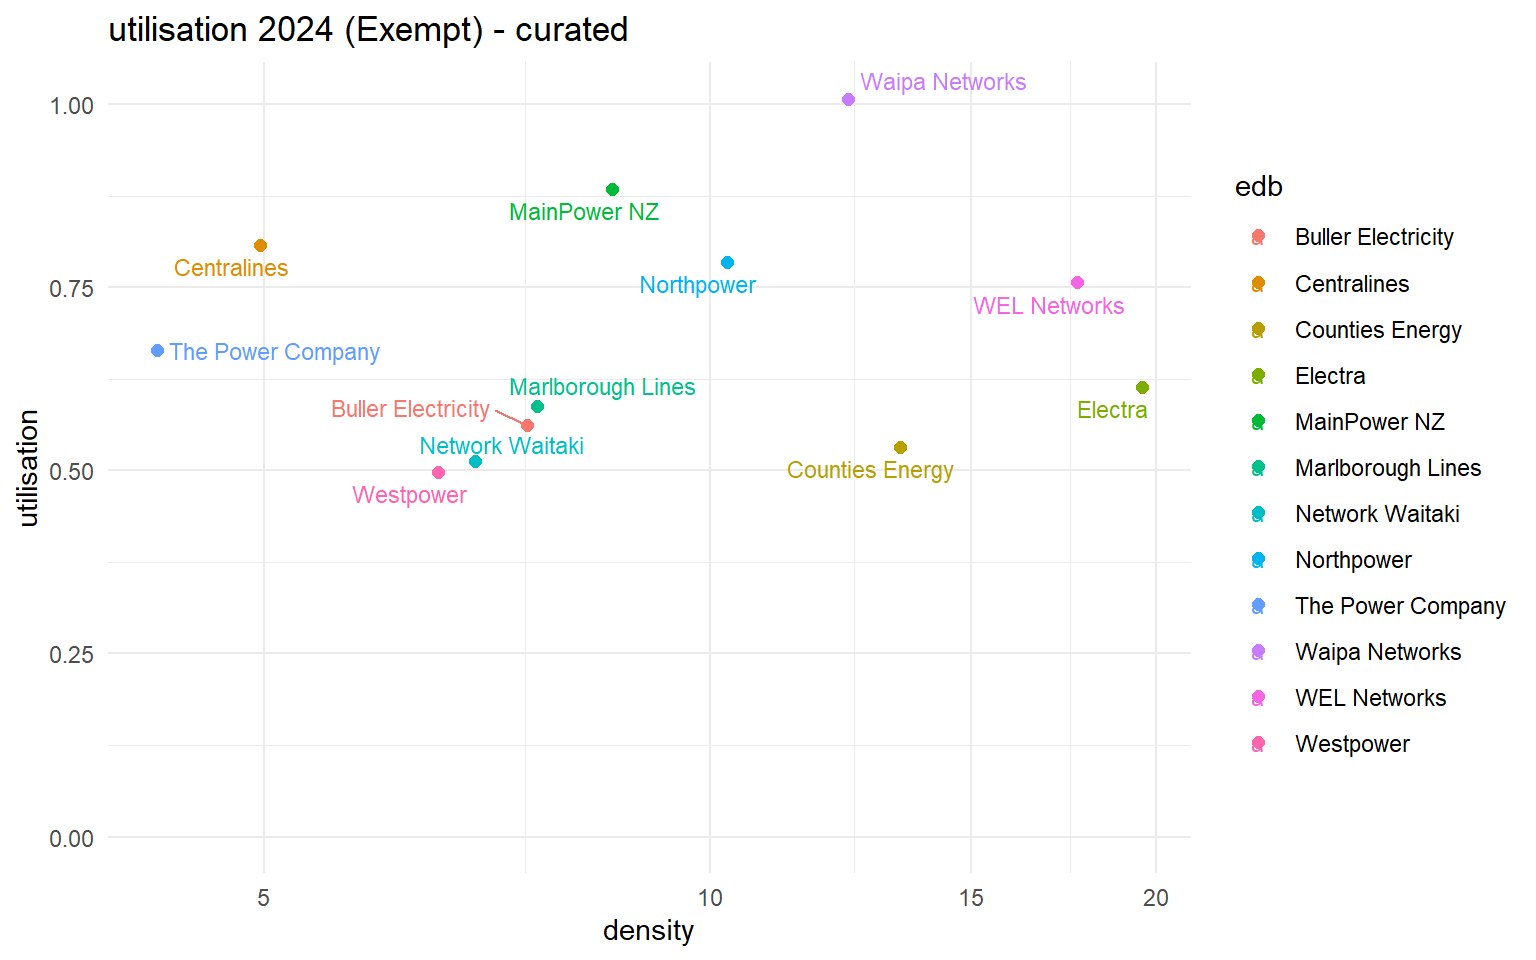 utilisation 2024 (Exempt) - curated
utilisation
1.00
0.75
0.50
0.25
0.00
Waipa Networks
MainPower NZ
Centralines
Northpower
WEL Networks
The Power Company
Marlborough Lines
Buller Electricity
Electra
Network Waitaki
Counties Energy
Westpower
5
10
15
20
density
edb
a Buller Electricity
a Centralines
a Counties Energy
a Electra
a MainPower NZ
a Marlborough Lines
a Network Waitaki
a Northpower
a The Power Company
a Waipa Networks
a WEL Networks
a Westpower